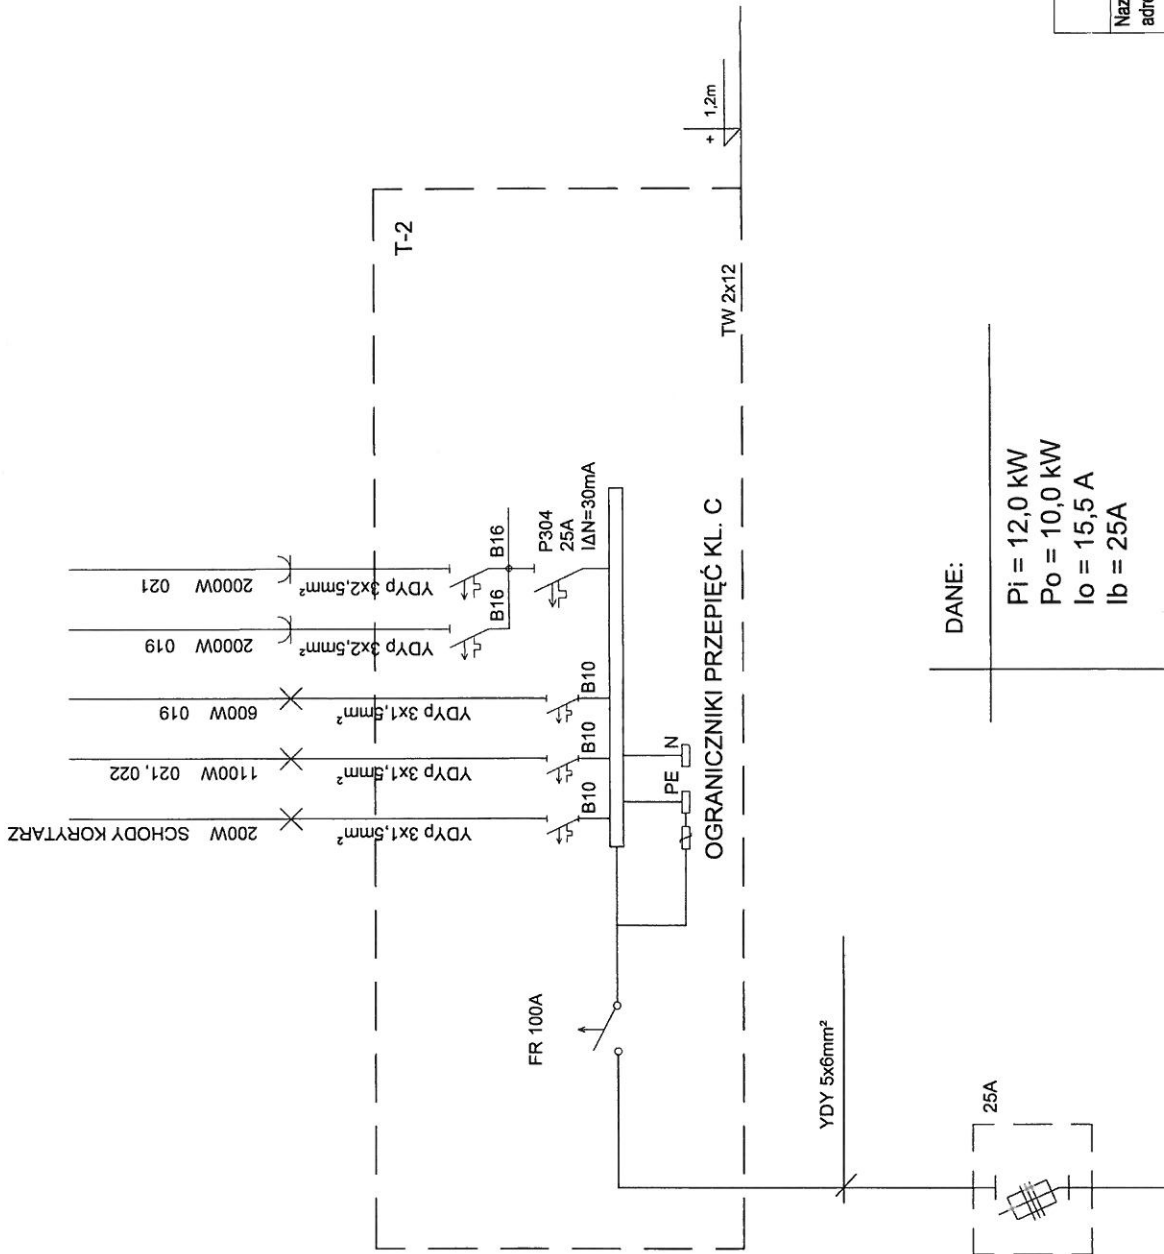 Naz
adre
+ 1,2m
T-2
TW 2x12
2000W 021
YDYp 3x2,5mm²
B16
2000W 019
YDYp 3x2,5mm²
B16
P304
25A
IΔN=30mA
600W 019
YDYp 3x1,5mm²
B10
1100W 021, 022
YDYp 3x1,5mm²
B10
200W SCHODY KORYTARZ
YDYp 3x1,5mm²
B10
N
PE
OGRANICZNIKI PRZEPIĘĆ KL. C
FR 100A
YDY 5x6mm²
25A
DANE:
Pi = 12,0 kW
Po = 10,0 kW
Io = 15,5 A
Ib = 25A